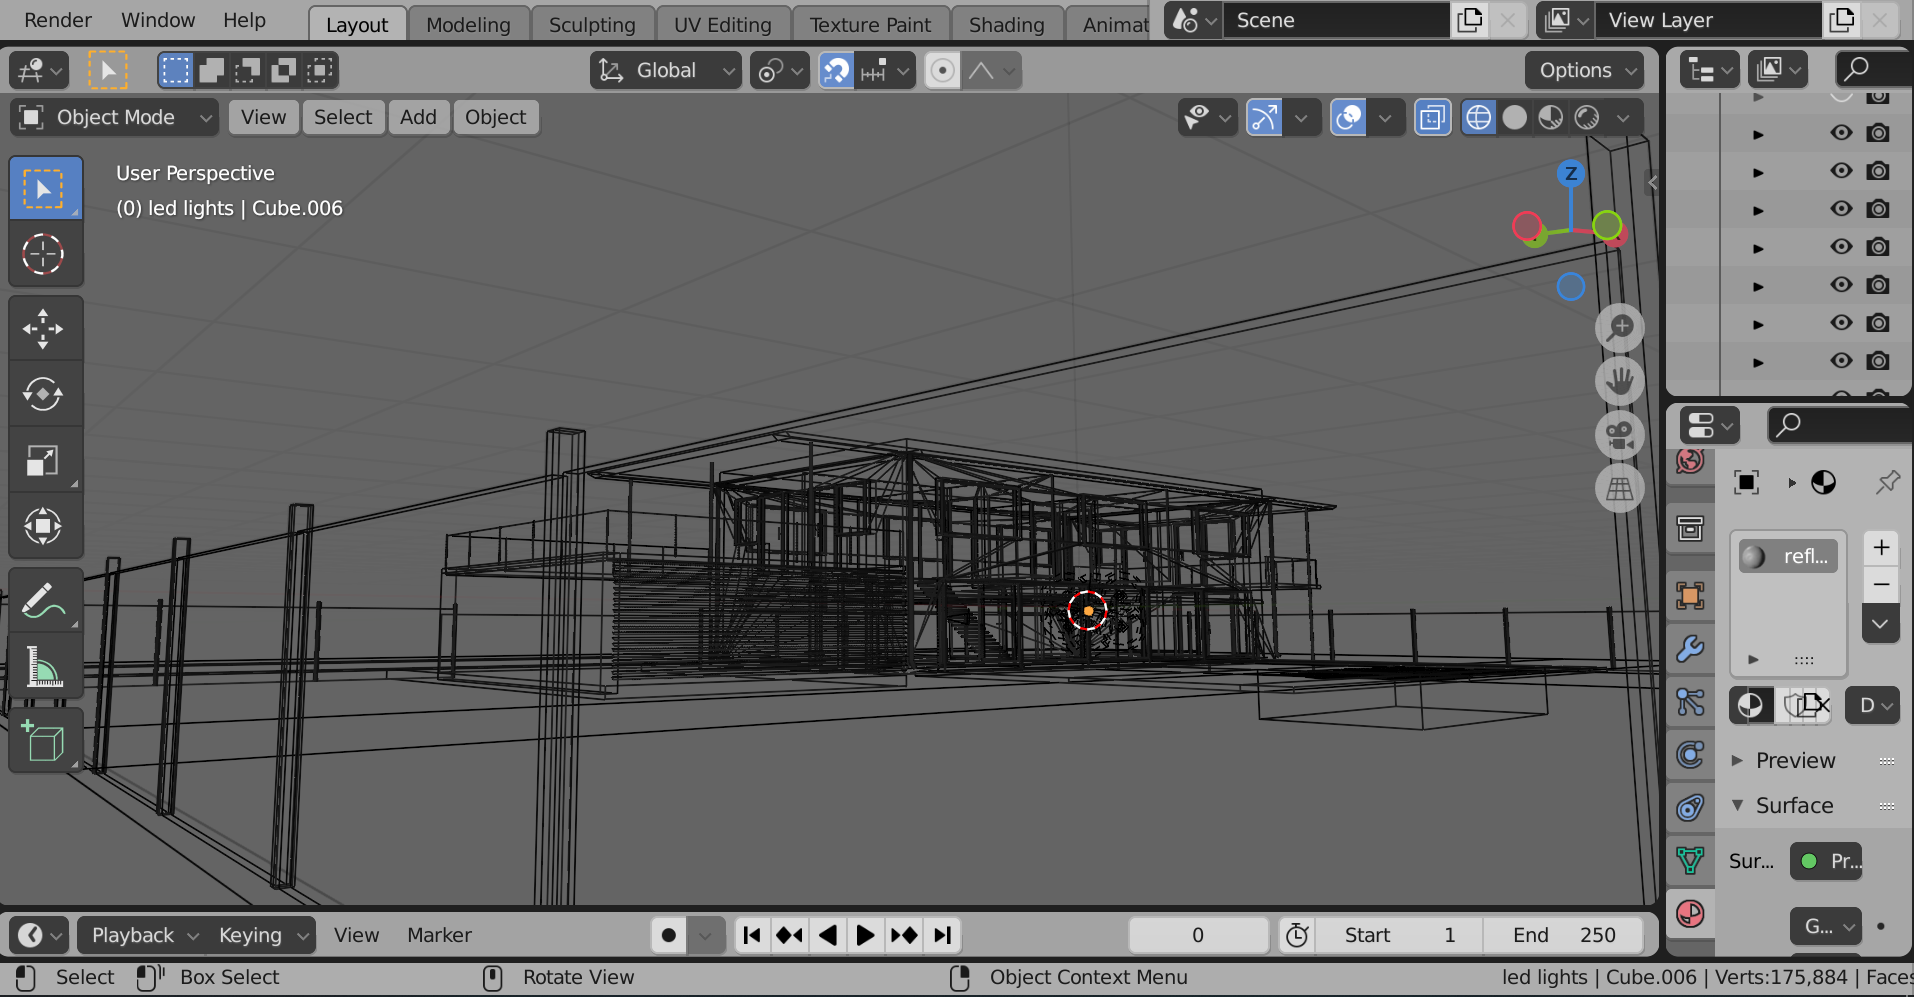 Render Window Help Layout Modeling Sculpting UV Editing Texture Paint Shading Animat Scene View Layer
Global Options
Object Mode View Select Add Object
User Perspective
(0) led lights | Cube.006
Z
refl...
D
Preview
Surface
Sur... Pr...
G...
Playback Keying View Marker 0 Start 1 End 250
Select Box Select Rotate View Object Context Menu led lights | Cube.006 | Verts:175,884 | Faces